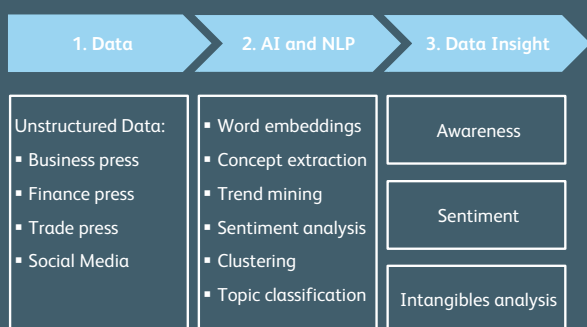 1. Data
2. AI and NLP
3. Data Insight
Unstructured Data:
▪ Business press
▪ Finance press
▪ Trade press
▪ Social Media
▪ Word embeddings
▪ Concept extraction
▪ Trend mining
▪ Sentiment analysis
▪ Clustering
▪ Topic classification
Awareness
Sentiment
Intangibles analysis